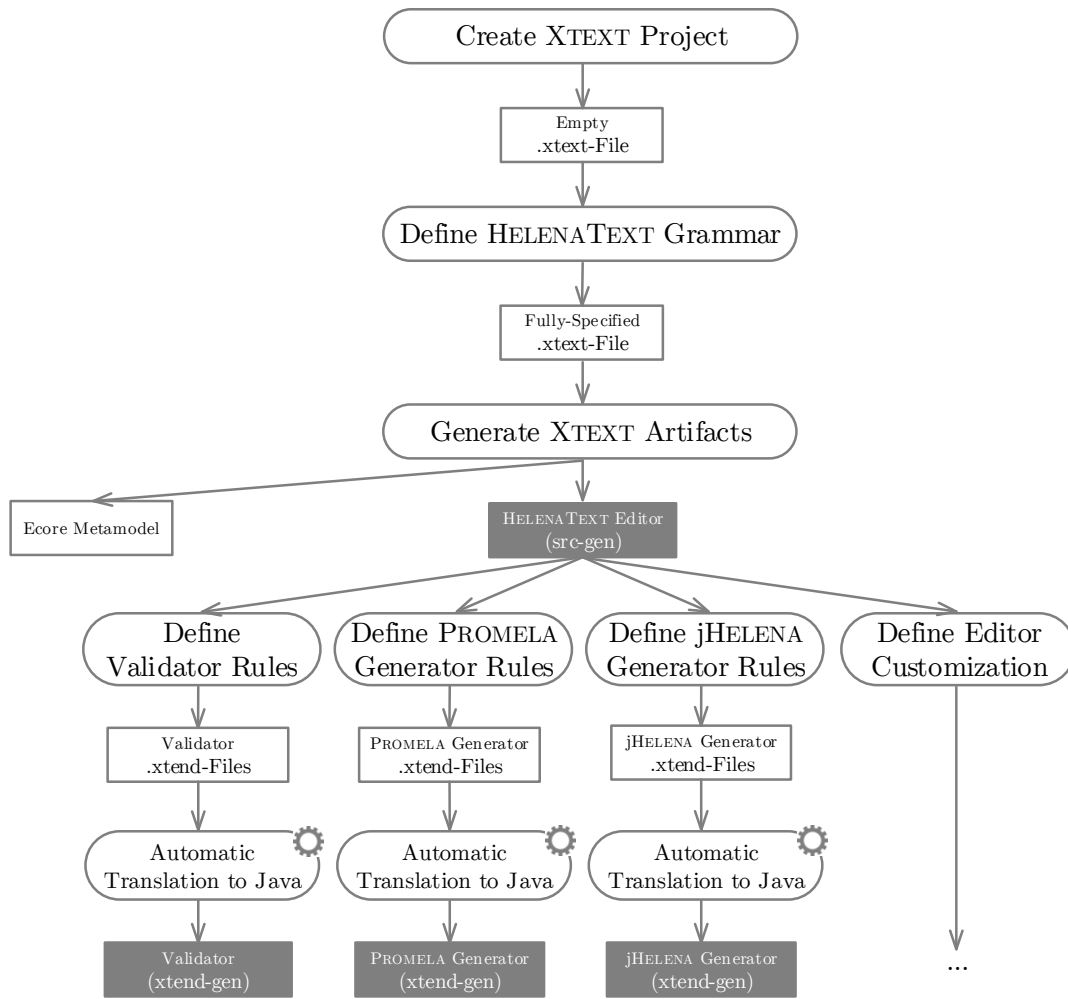 Create XTEXT Project
Empty
.xtext-File
Define HELENATEXT Grammar
Fully-Specified
.xtext-File
Generate XTEXT Artifacts
Ecore Metamodel
HELENATEXT Editor
(src-gen)
Define
Validator Rules
Define PROMELA
Generator Rules
Define jHELENA
Generator Rules
Define Editor
Customization
Validator
.xtend-Files
PROMELA Generator
.xtend-Files
jHELENA Generator
.xtend-Files
Automatic
Translation to Java
Automatic
Translation to Java
Automatic
Translation to Java
Validator
(xtend-gen)
PROMELA Generator
(xtend-gen)
jHELENA Generator
(xtend-gen)
...